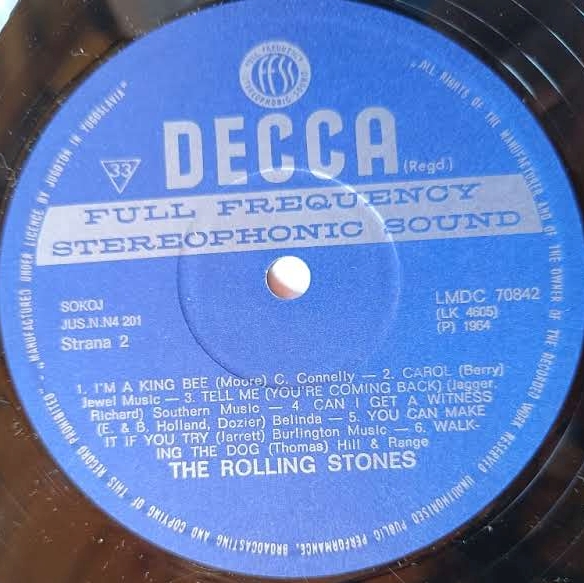 FULL FREQUENCY
FFSS
STEREOPHONIC SOUND
DECCA (Regd.)
33
FULL FREQUENCY
STEREOPHONIC SOUND
SOKOJ
JUS.N.N4 201
Strana 2
LMDC 70842
(LK 4605)
(P) 1964
1. I'M A KING BEE (Moore) C. Connelly — 2. CAROL (Berry)
Jewel Music — 3. TELL ME (YOU'RE COMING BACK) (Jagger,
Richard) Southern Music — 4. CAN I GET A WITNESS
(E. & B. Holland, Dozier) Belinda — 5. YOU CAN MAKE
IT IF YOU TRY (Jarrett) Burlington Music — 6. WALK-
ING THE DOG (Thomas) Hill & Range
THE ROLLING STONES
"MANUFACTURED UNDER LICENCE BY JUGOTON IN YUGOSLAVIA"
"ALL RIGHTS OF THE MANUFACTURER AND OF THE OWNER OF THE RECORDED WORK RESERVED UNAUTHORISED PUBLIC PERFORMANCE, BROADCASTING AND COPYING OF THIS RECORD PROHIBITED"